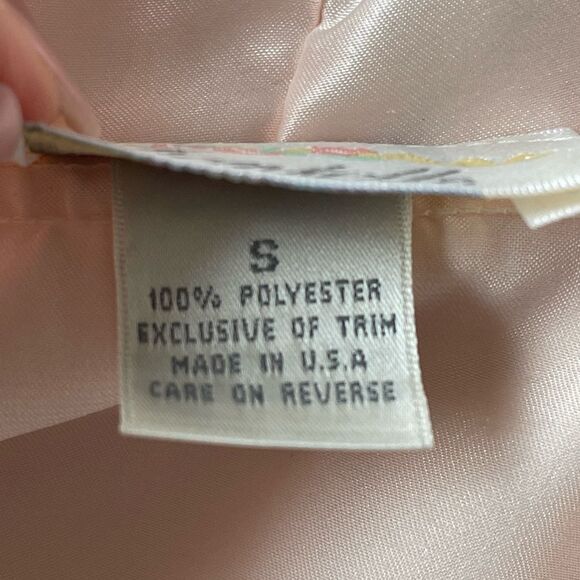 S
100% POLYESTER
EXCLUSIVE OF TRIM
MADE IN U.S.A
CARE ON REVERSE